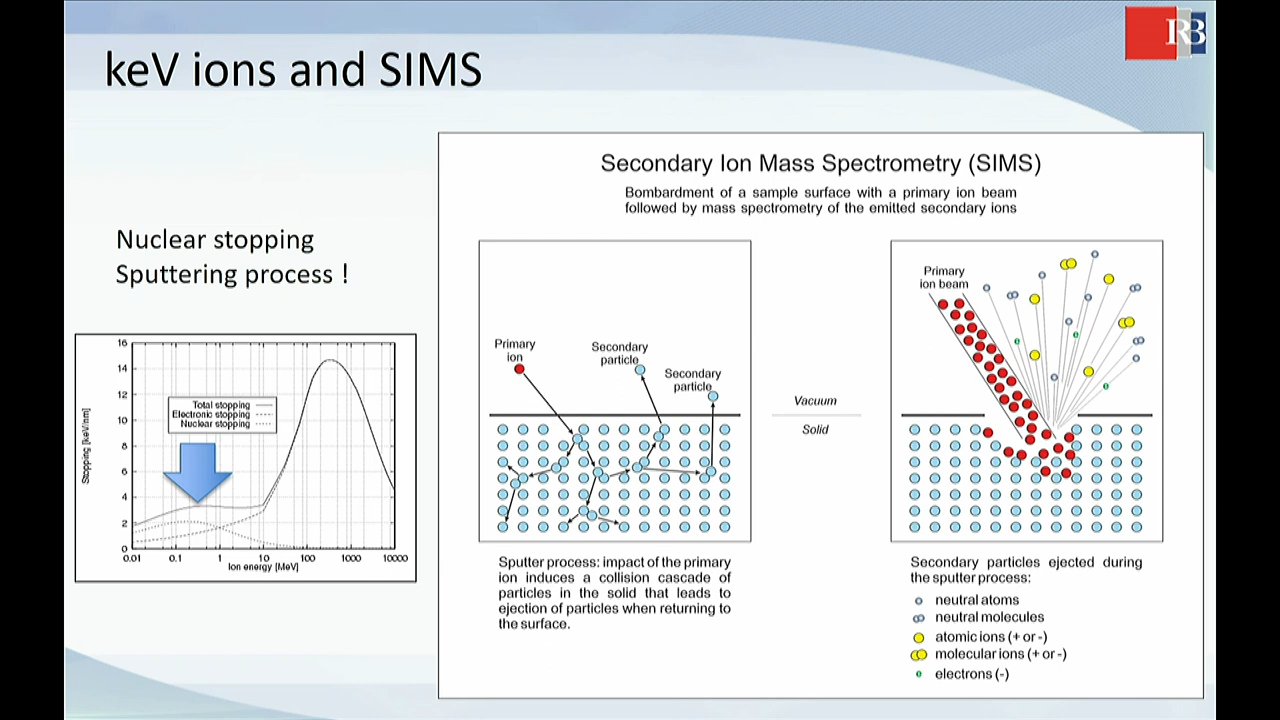 keV ions and SIMS
RB
Nuclear stopping
Sputtering process !
16
14
12
10
8
6
4
2
0
Stopping [keV/nm]
Total stopping
Electronic stopping
Nuclear stopping
0.01
0.1
1
10
100
1000
10000
Ion energy [MeV]
Secondary Ion Mass Spectrometry (SIMS)
Bombardment of a sample surface with a primary ion beam
followed by mass spectrometry of the emitted secondary ions
Primary
ion
Secondary
particle
Secondary
particle
Vacuum
Solid
Primary
ion beam
e
e
e
Sputter process: impact of the primary
ion induces a collision cascade of
particles in the solid that leads to
ejection of particles when returning to
the surface.
Secondary particles ejected during
the sputter process:
neutral atoms
neutral molecules
atomic ions (+ or -)
molecular ions (+ or -)
e electrons (-)